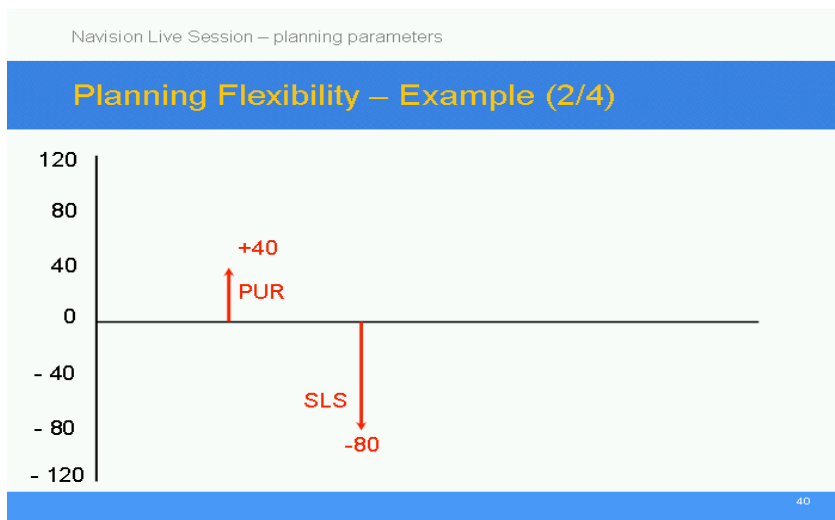 Navision Live Session – planning parameters
Planning Flexibility – Example (2/4)
120
80
+40
40
PUR
0
- 40
SLS
- 80
-80
- 120
40